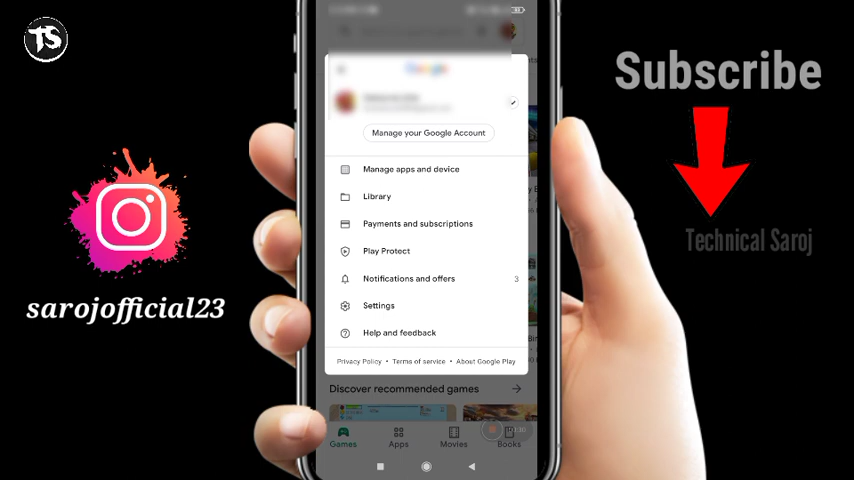 TS
Subscribe
Technical Saroj
sarojofficial23
Google
Manage your Google Account
Manage apps and device
Library
Payments and subscriptions
Play Protect
Notifications and offers 3
Settings
Help and feedback
Privacy Policy • Terms of service • About Google Play
Discover recommended games
Games Apps Movies Books